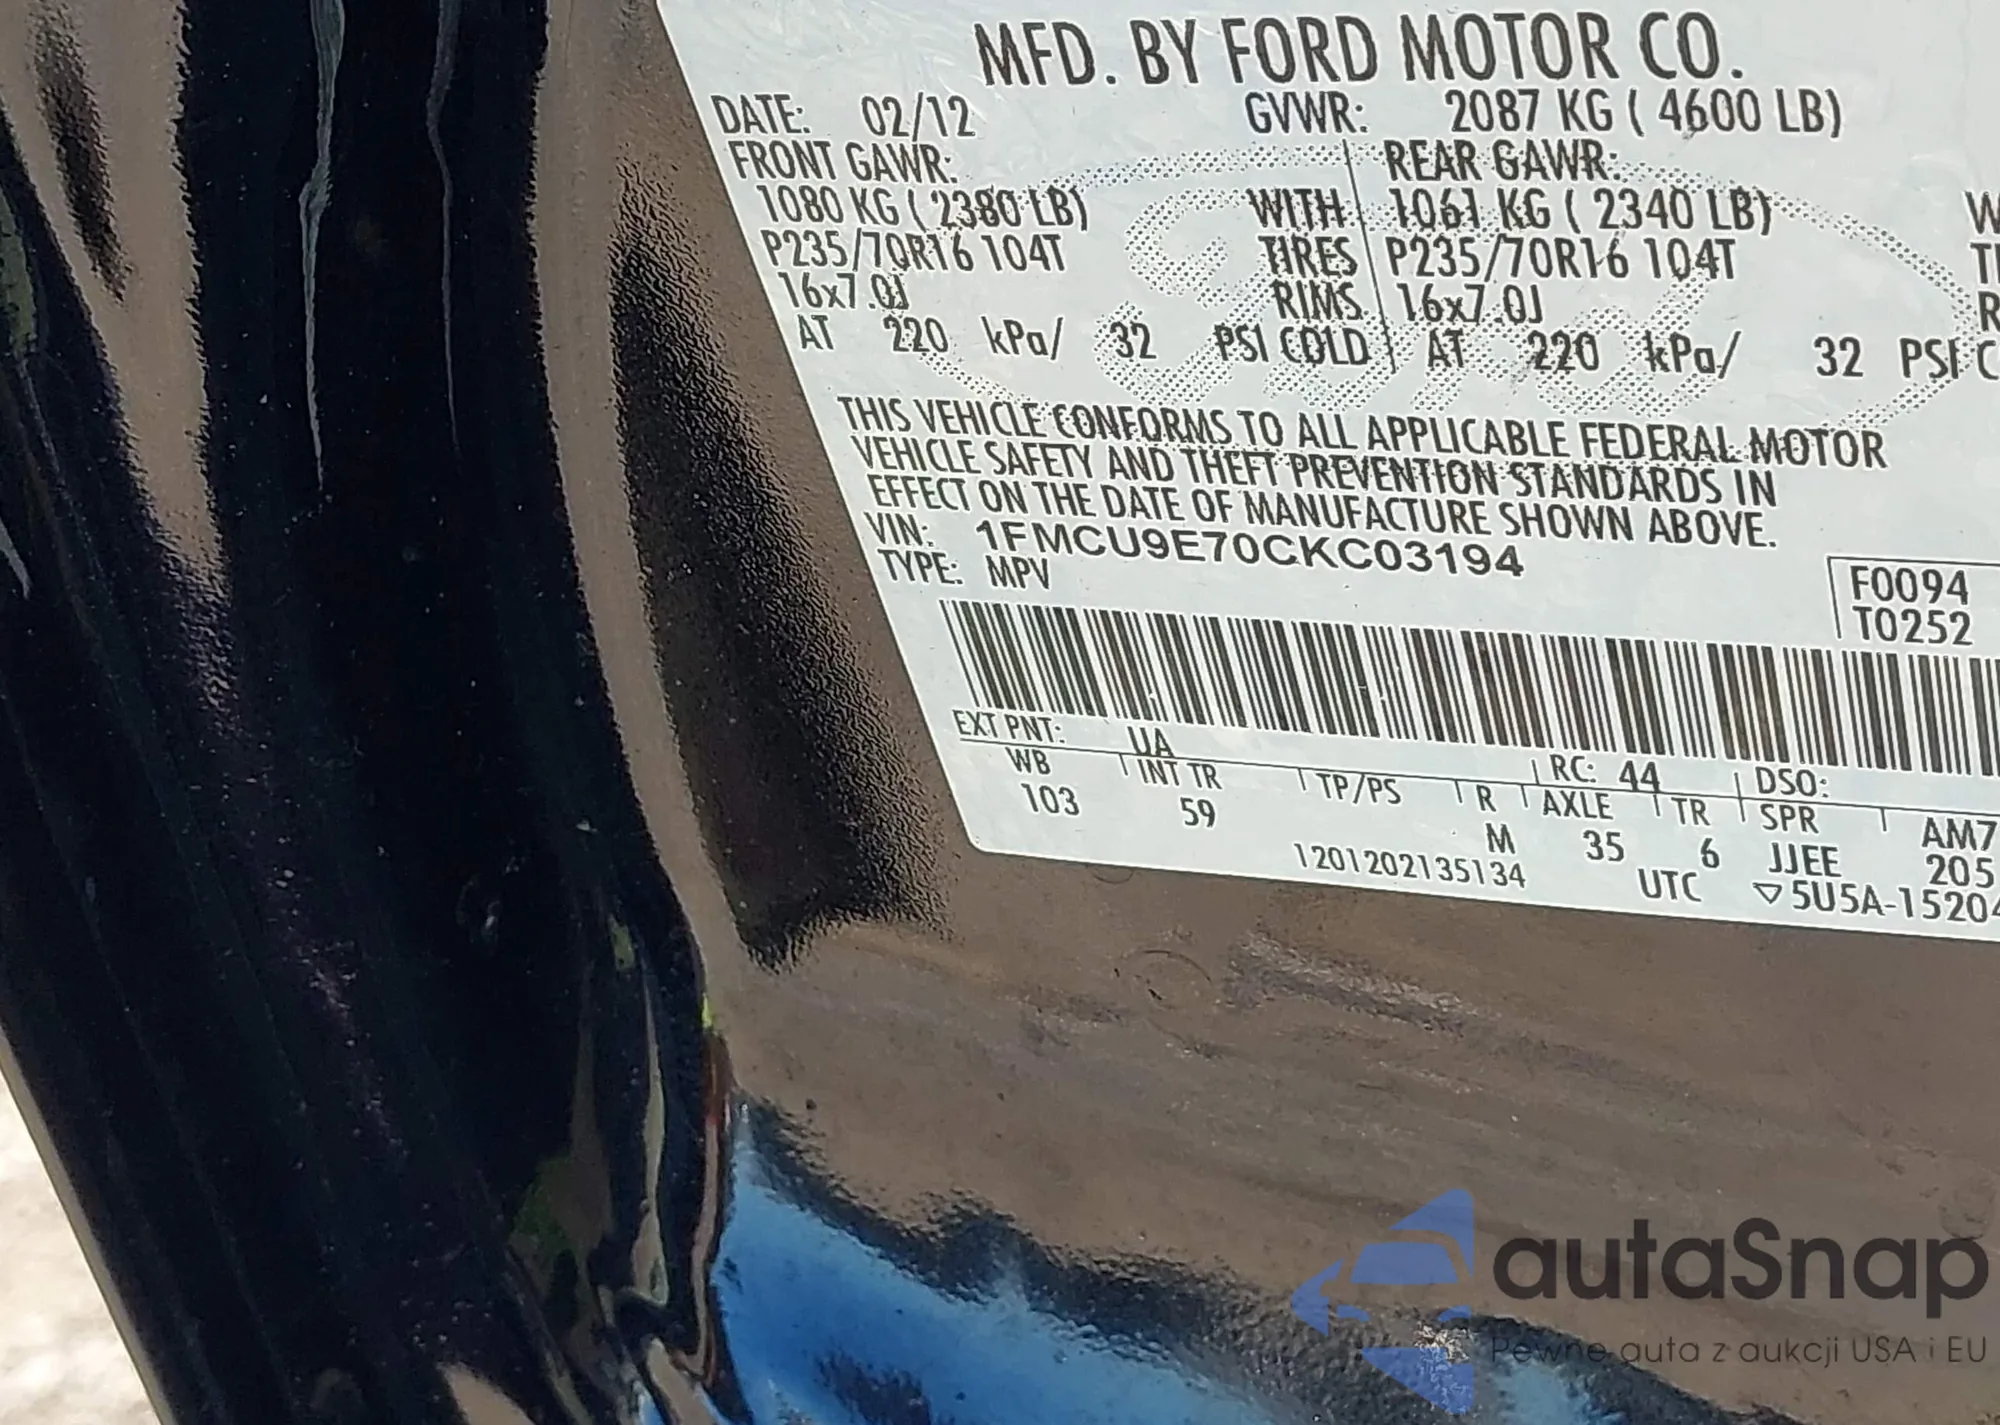 MFD. BY FORD MOTOR CO.
DATE: 02/12 GVWR: 2087 KG ( 4600 LB)
FRONT GAWR: REAR GAWR:
1080 KG ( 2380 LB) WITH 1061 KG ( 2340 LB) W
P235/70R16 104T TIRES P235/70R16 104T TI
16x7.0J RIMS 16x7.0J R
AT 220 kPa/ 32 PSI COLD AT 220 kPa/ 32 PSI C
THIS VEHICLE CONFORMS TO ALL APPLICABLE FEDERAL MOTOR
VEHICLE SAFETY AND THEFT PREVENTION STANDARDS IN
EFFECT ON THE DATE OF MANUFACTURE SHOWN ABOVE.
VIN: 1FMCU9E70CKC03194
TYPE: MPV
F0094
T0252
EXT PNT: UA RC: 44 DSO:
WB INT TR TP/PS R AXLE TR SPR AM7
103 59 M 35 6 JJEE 205
1201202135134 UTC ▽5U5A-15204
autaSnap
Pewne auta z aukcji USA i EU